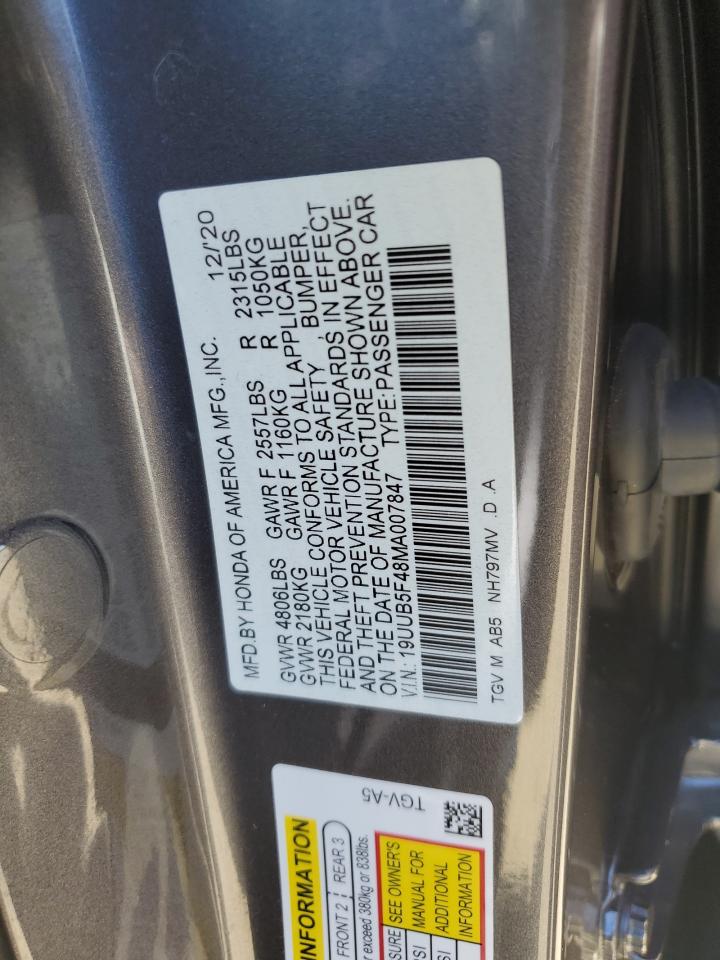 MFD.BY HONDA OF AMERICA MFG.,INC. 12/'20
GVWR 4806LBS GAWR F 2557LBS R 2315LBS
GVWR 2180KG GAWR F 1160KG R 1050KG
THIS VEHICLE CONFORMS TO ALL APPLICABLE
FEDERAL MOTOR VEHICLE SAFETY , BUMPER,
AND THEFT PREVENTION STANDARDS IN EFFECT
ON THE DATE OF MANUFACTURE SHOWN ABOVE.
V.I.N.: 19UUB5F48MA007847 TYPE:PASSENGER CAR
TGV M AB5 NH797MV .D .A
TGV-A5
INFORMATION
FRONT 2 REAR 3
exceed 380kg or 838lbs.
SEE OWNER'S
MANUAL FOR
ADDITIONAL
INFORMATION